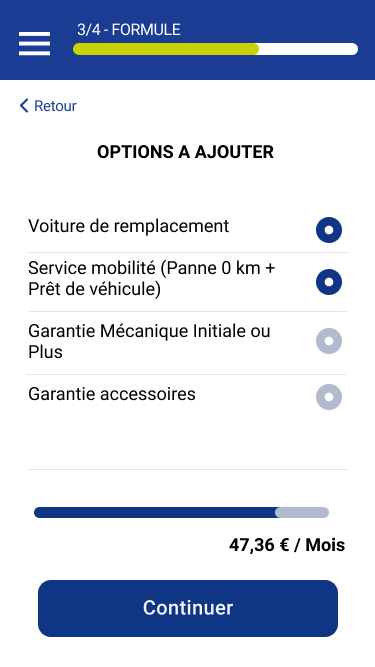 3/4 - FORMULE
Retour
OPTIONS A AJOUTER
Voiture de remplacement
Service mobilité (Panne 0 km +
Prêt de véhicule)
Garantie Mécanique Initiale ou
Plus
Garantie accessoires
47,36 € / Mois
Continuer